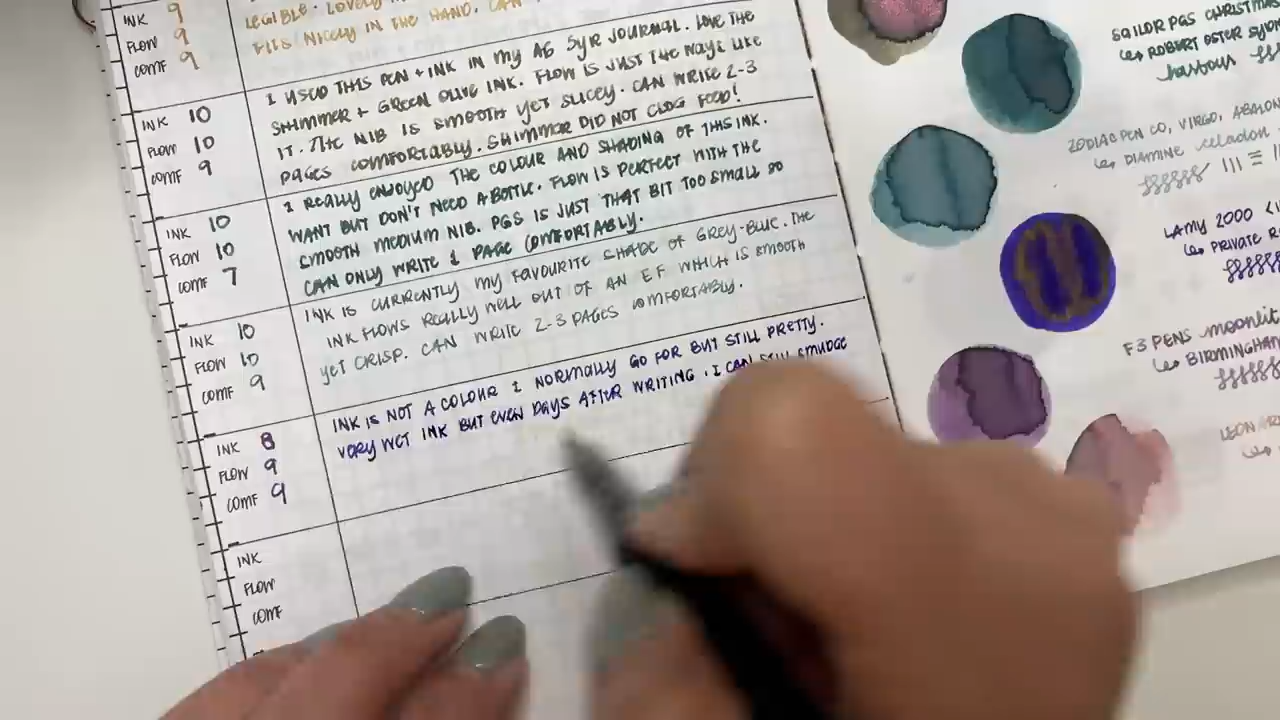 INK 9
FLOW 9
COMF 9
LEGIBLE. LOVELY
FITS NICELY IN THE HAND. CAN
INK 10
FLOW 10
COMF 9
I USED THIS PEN + INK IN MY A6 5YR JOURNAL. LOVE THE
SHIMMER + GREEN OLIVE INK. FLOW IS JUST THE WAY I LIKE
IT. THE NIB IS SMOOTH YET SLICEY. CAN WRITE 2-3
PAGES COMFORTABLY. SHIMMER DID NOT CLOG FOOD!
INK 10
FLOW 10
COMF 7
I REALLY ENJOYED THE COLOUR AND SHADING OF THIS INK.
WANT BUT DON'T NEED A BOTTLE. FLOW IS PERFECT WITH THE
SMOOTH MEDIUM NIB. PGS IS JUST THAT BIT TOO SMALL SO
CAN ONLY WRITE 1 PAGE COMFORTABLY.
INK 10
FLOW 10
COMF 9
INK IS CURRENTLY MY FAVOURITE SHADE OF GREY-BLUE. THE
INK FLOWS REALLY WELL OUT OF AN EF WHICH IS SMOOTH
YET CRISP. CAN WRITE 2-3 PAGES COMFORTABLY.
INK 8
FLOW 9
COMF 9
INK IS NOT A COLOUR I NORMALLY GO FOR BUT STILL PRETTY.
VERY WET INK BUT EVEN DAYS AFTER WRITING. I CAN STILL SMUDGE
INK
FLOW
COMF
SAILOR PGS CHRISTMAS
ROBERT OSTER SYDN
harbour
ZODIAC PEN CO, VIRGO, ABALON
DIAMINE celadon
LAMY 2000
PRIVATE R
F3 PENS moonlit
BIRMINGHAM
LEONAR